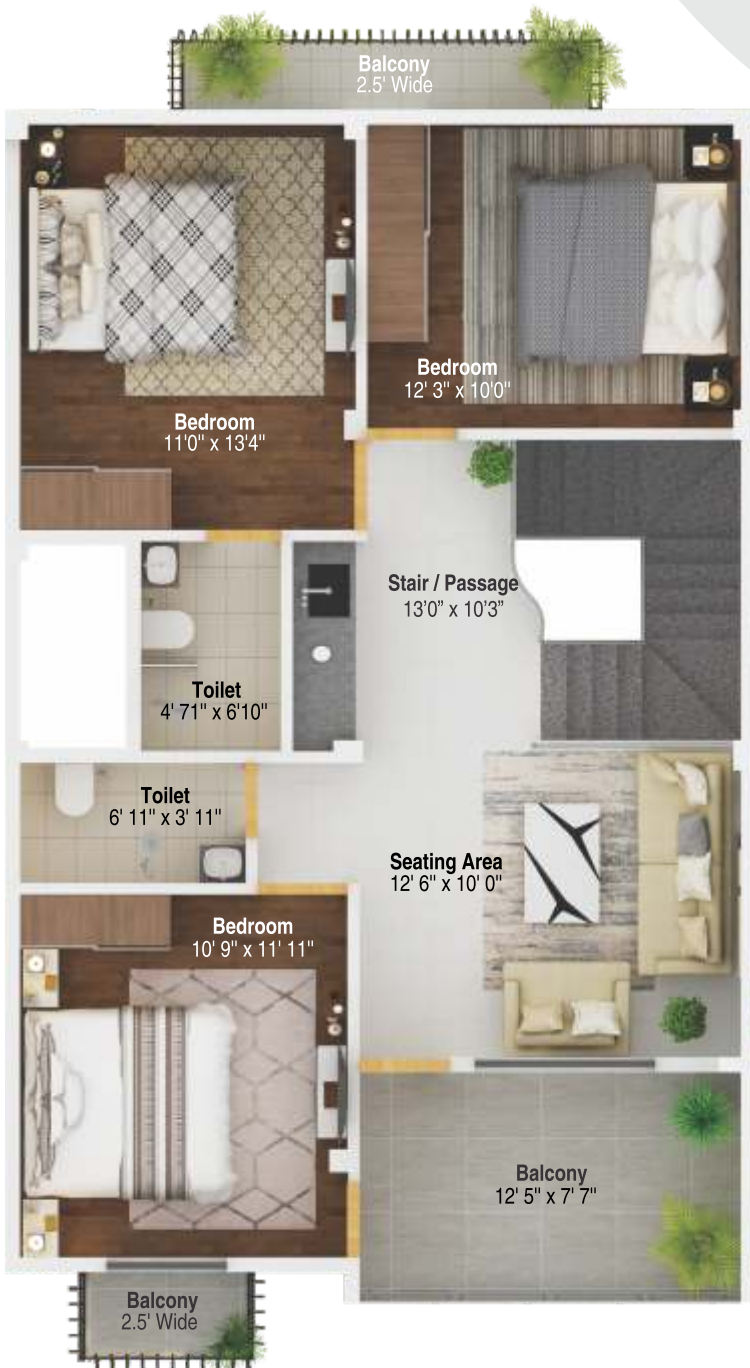 Balcony
2.5' Wide
Bedroom
12' 3" x 10'0"
Bedroom
11'0" x 13'4"
Stair / Passage
13'0” x 10'3”
Toilet
4' 71" x 6'10"
Toilet
6' 11" x 3' 11"
Seating Area
12' 6" x 10' 0"
Bedroom
10' 9" x 11' 11"
Balcony
12' 5" x 7' 7"
Balcony
2.5' Wide